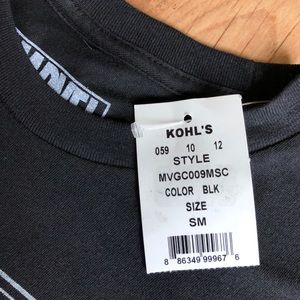 KOHL'S
059 10 12
STYLE
MVGC009MSC
COLOR BLK
SIZE
SM
8 86349 99967 6